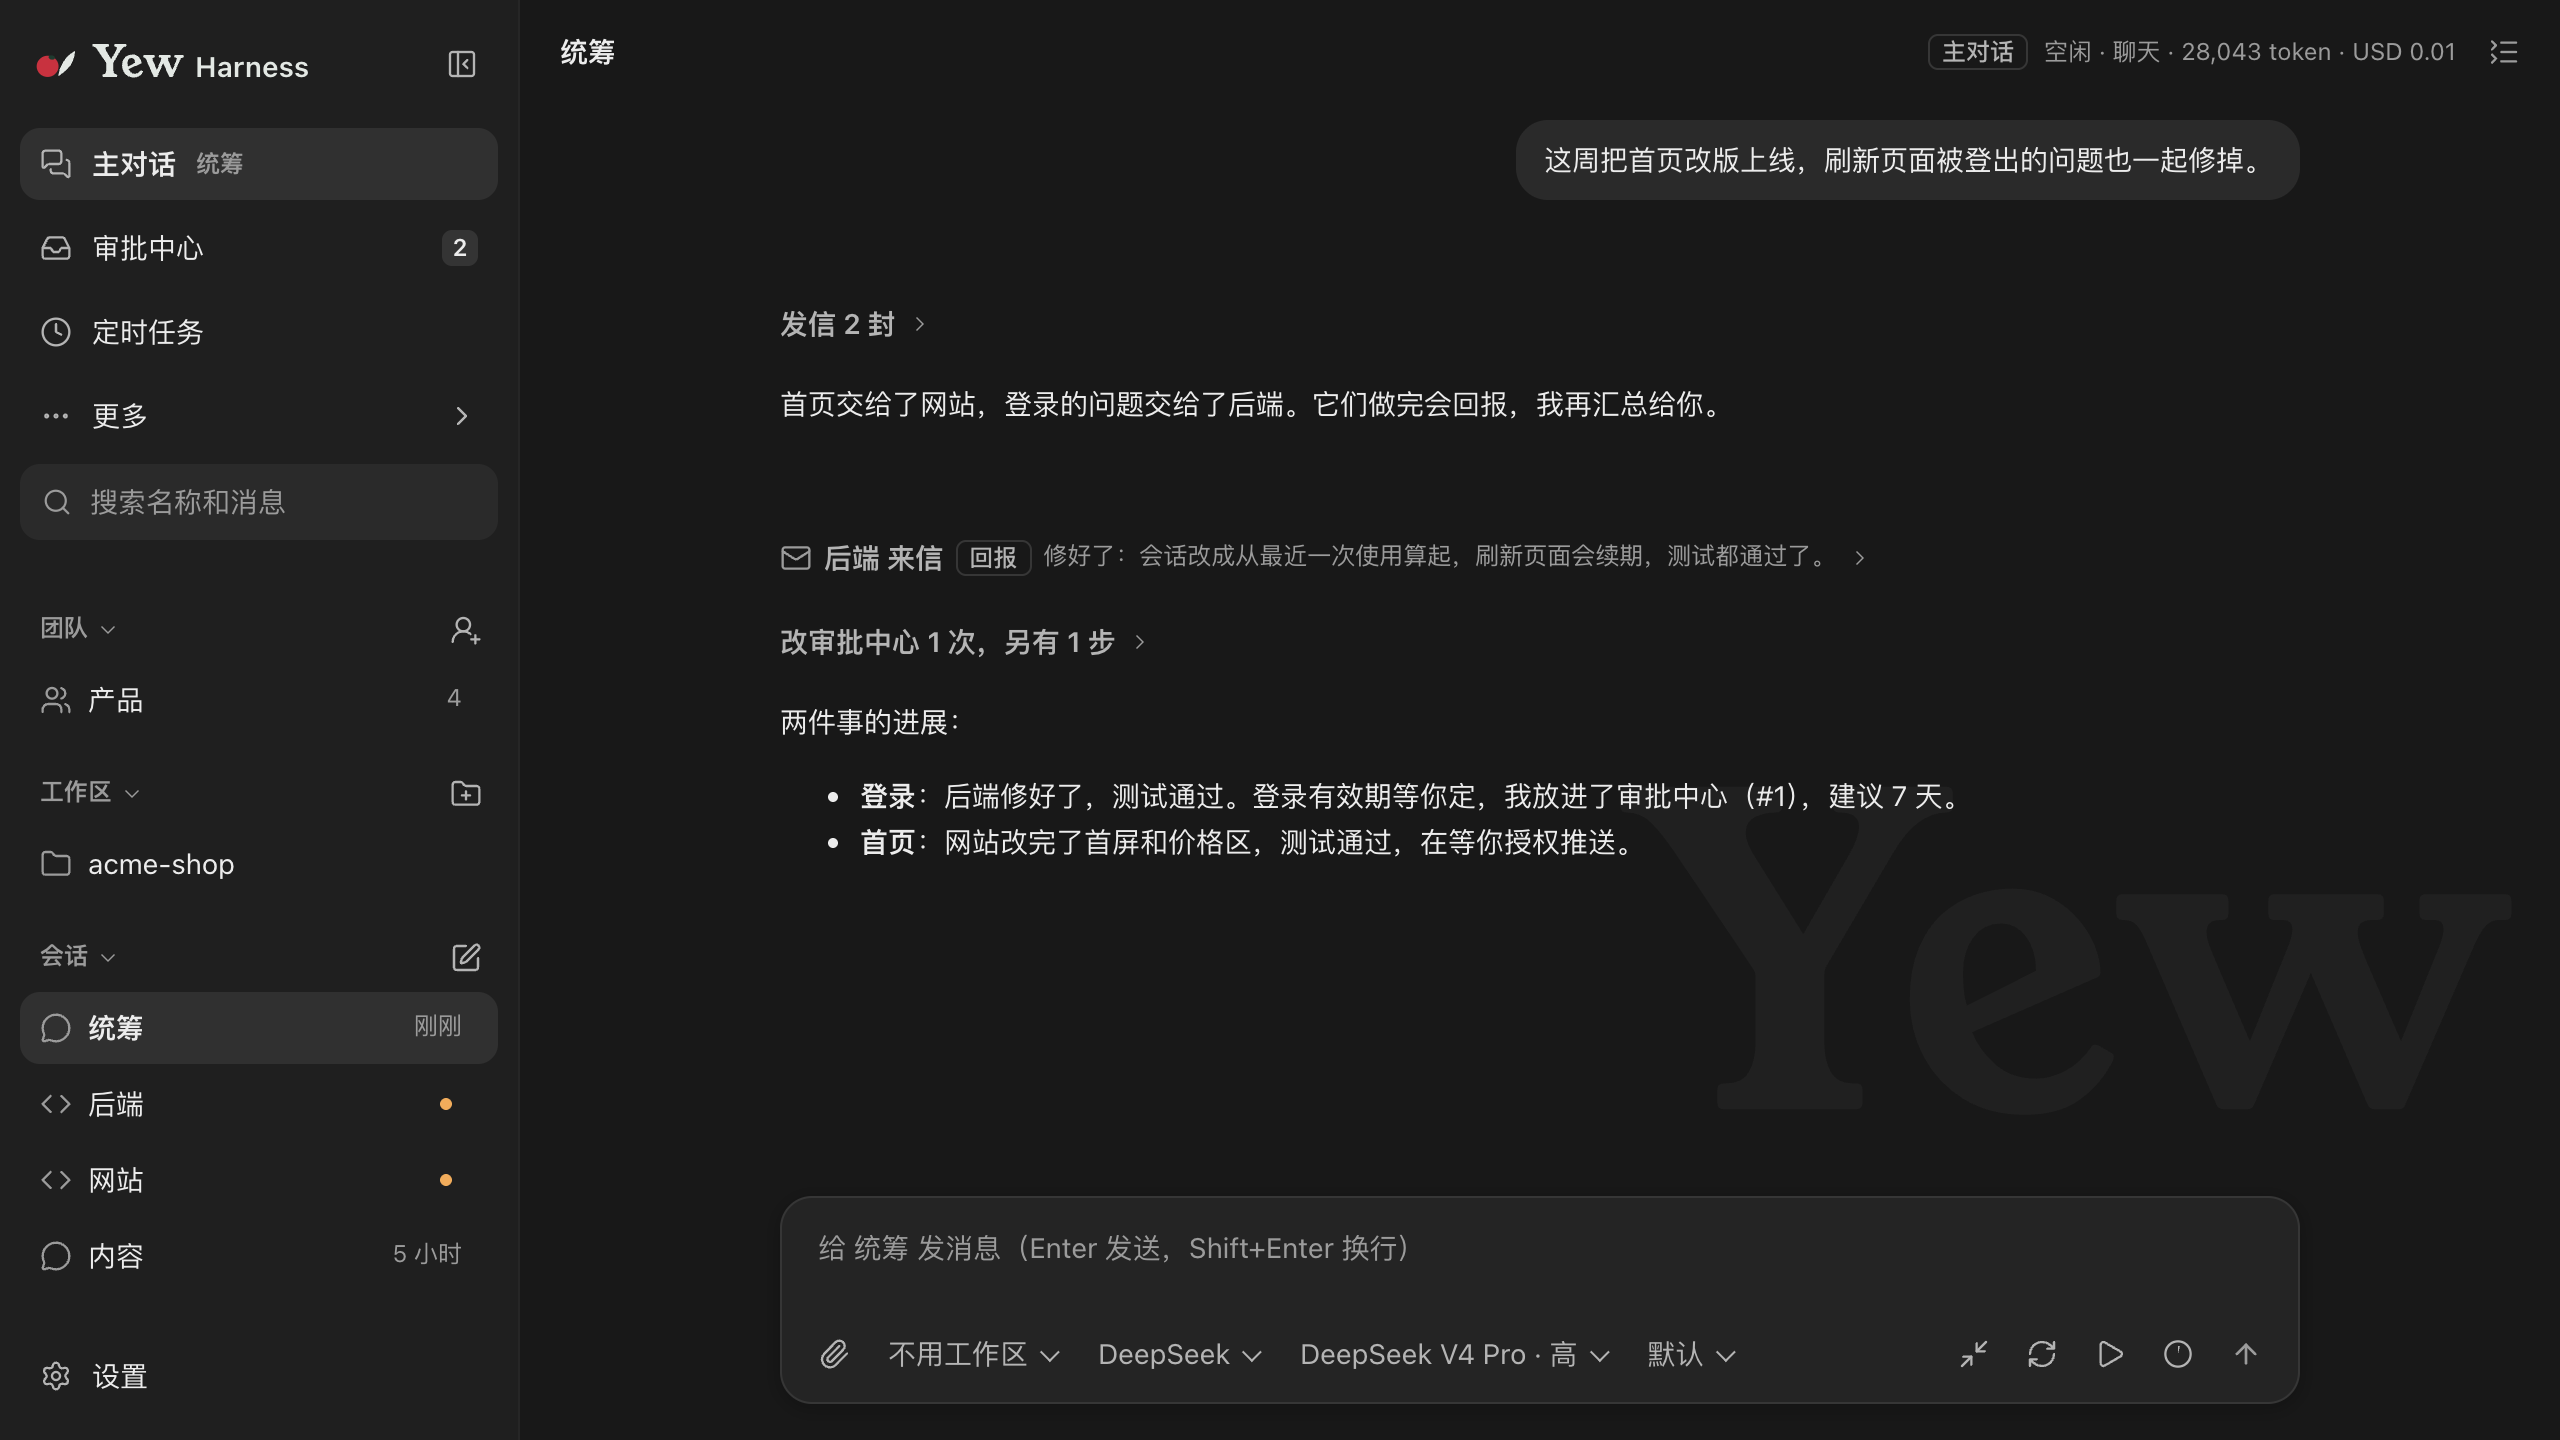 Yew Harness
主对话 统筹
审批中心 2
定时任务
更多
搜索名称和消息
团队
产品 4
工作区
acme-shop
会话
统筹 刚刚
后端
网站
内容 5 小时
设置
统筹
主对话 空闲 · 聊天 · 28,043 token · USD 0.01
这周把首页改版上线，刷新页面被登出的问题也一起修掉。
发信 2 封
首页交给了网站，登录的问题交给了后端。它们做完会回报，我再汇总给你。
后端 来信 回报 修好了：会话改成从最近一次使用算起，刷新页面会续期，测试都通过了。
改审批中心 1 次，另有 1 步
两件事的进展：
• 登录：后端修好了，测试通过。登录有效期等你定，我放进了审批中心（#1），建议 7 天。
• 首页：网站改完了首屏和价格区，测试通过，在等你授权推送。
Yew
给 统筹 发消息（Enter 发送，Shift+Enter 换行）
不用工作区 DeepSeek DeepSeek V4 Pro · 高 默认